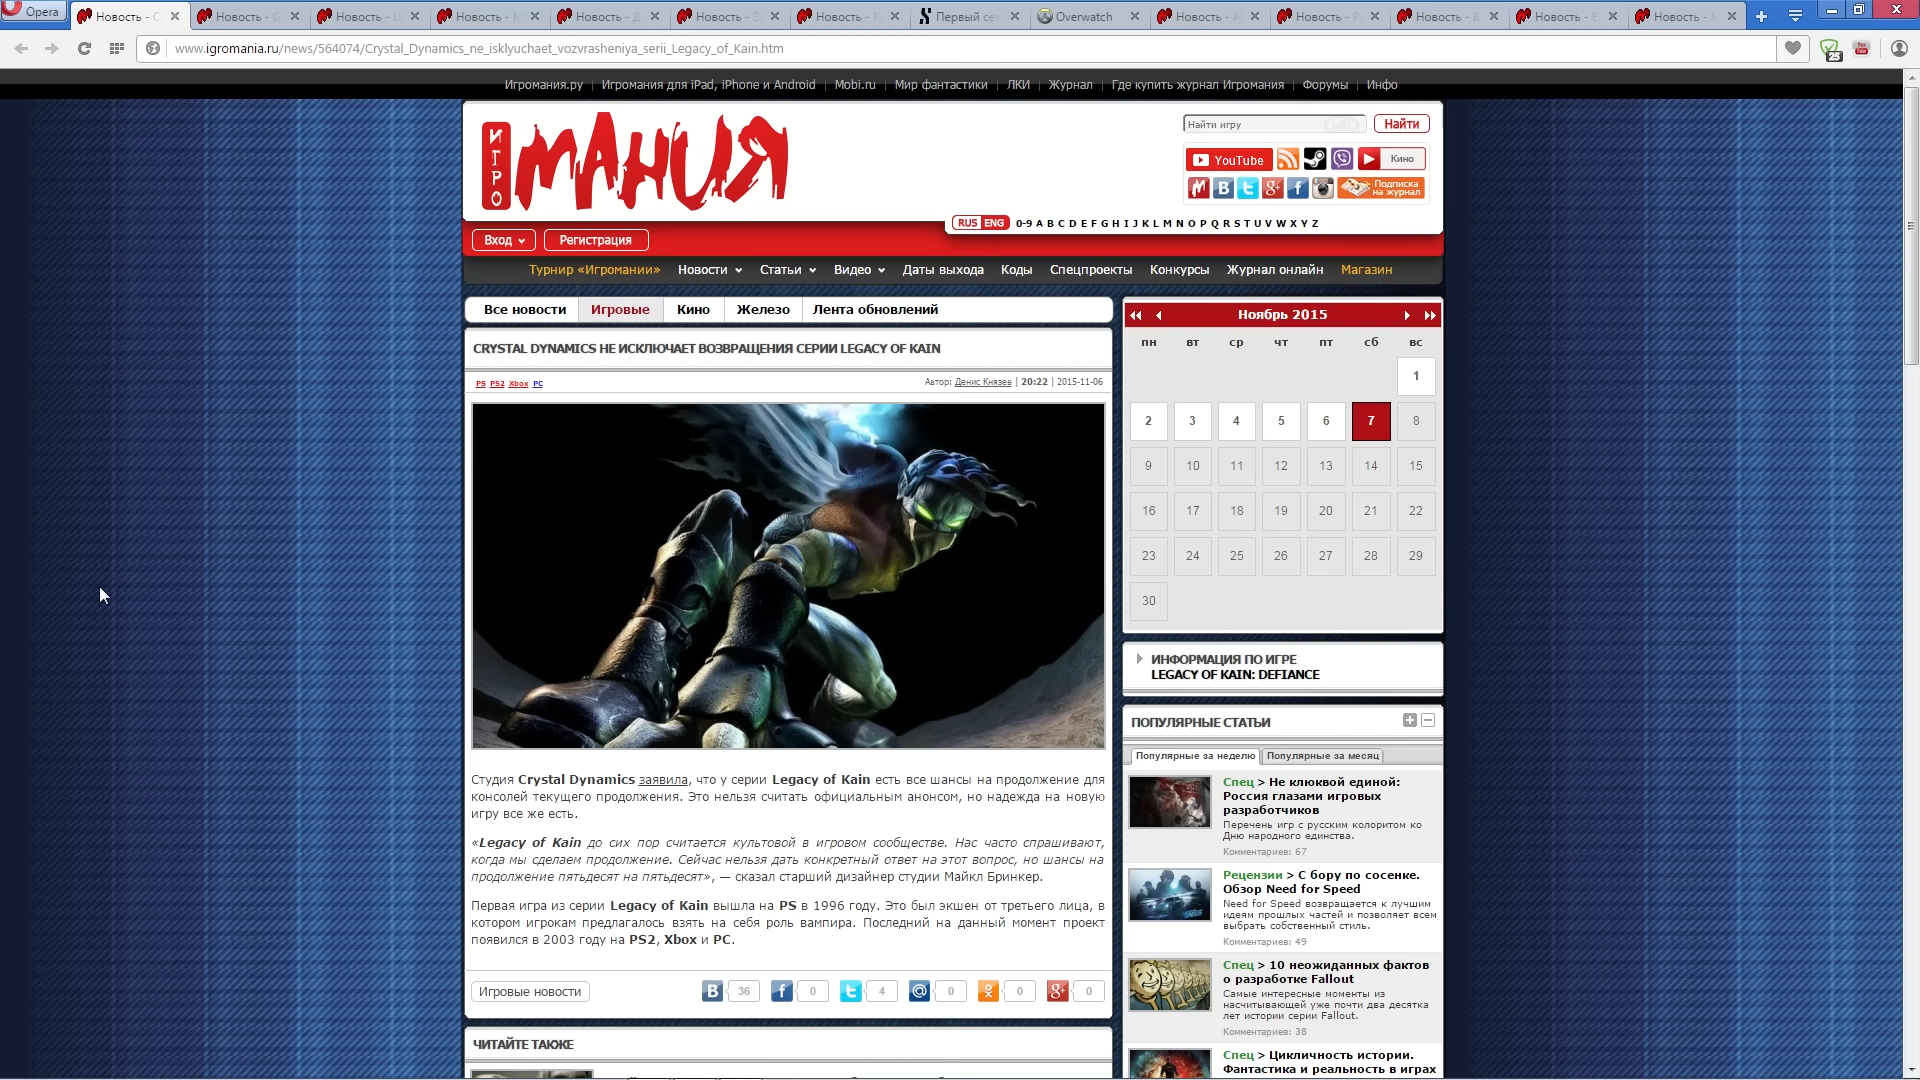 Opera
Новость - С
Новость - G
Новость -
Новость -
Новость - Д
Новость - З
Новость - Р
Первый се
Overwatch
Новость - А
Новость - Р
Новость - Е
Новость - Е
Новость -
www.igromania.ru/news/564074/Crystal_Dynamics_ne_isklyuchaet_vozvrasheniya_serii_Legacy_of_Kain.htm
25
Игромания.ру | Игромания для iPad, iPhone и Android | Mobi.ru | Мир фантастики | ЛКИ | Журнал | Где купить журнал Игромания | Форумы | Инфо
ИГРО МАНИЯ
Найти игру
Найти
YouTube
Кино
Подписка на журнал
RUS ENG 0-9 A B C D E F G H I J K L M N O P Q R S T U V W X Y Z
Вход
Регистрация
Турнир «Игромании» Новости Статьи Видео Даты выхода Коды Спецпроекты Конкурсы Журнал онлайн Магазин
Все новости Игровые Кино Железо Лента обновлений
CRYSTAL DYNAMICS НЕ ИСКЛЮЧАЕТ ВОЗВРАЩЕНИЯ СЕРИИ LEGACY OF KAIN
PS PS2 Xbox PC
Автор: Денис Князев | 20:22 | 2015-11-06
Студия Crystal Dynamics заявила, что у серии Legacy of Kain есть все шансы на продолжение для
консолей текущего продолжения. Это нельзя считать официальным анонсом, но надежда на новую
игру все же есть.
«Legacy of Kain до сих пор считается культовой в игровом сообществе. Нас часто спрашивают,
когда мы сделаем продолжение. Сейчас нельзя дать конкретный ответ на этот вопрос, но шансы на
продолжение пятьдесят на пятьдесят», — сказал старший дизайнер студии Майкл Бринкер.
Первая игра из серии Legacy of Kain вышла на PS в 1996 году. Это был экшен от третьего лица, в
котором игрокам предлагалось взять на себя роль вампира. Последний на данный момент проект
появился в 2003 году на PS2, Xbox и PC.
Игровые новости
36 0 4 0 0 0
ЧИТАЙТЕ ТАКЖЕ
Ноябрь 2015
пн вт ср чт пт сб вс
1
2 3 4 5 6 7 8
9 10 11 12 13 14 15
16 17 18 19 20 21 22
23 24 25 26 27 28 29
30
ИНФОРМАЦИЯ ПО ИГРЕ
LEGACY OF KAIN: DEFIANCE
ПОПУЛЯРНЫЕ СТАТЬИ
Популярные за неделю Популярные за месяц
Спец > Не клюквой единой:
Россия глазами игровых
разработчиков
Перечень игр с русским колоритом ко
Дню народного единства.
Комментариев: 67
Рецензии > С бору по сосенке.
Обзор Need for Speed
Need for Speed возвращается к лучшим
идеям прошлых частей и позволяет всем
выбрать собственный стиль.
Комментариев: 49
Спец > 10 неожиданных фактов
о разработке Fallout
Самые интересные моменты из
насчитывающей уже почти два десятка
лет истории серии Fallout.
Комментариев: 38
Спец > Цикличность истории.
Фантастика и реальность в играх